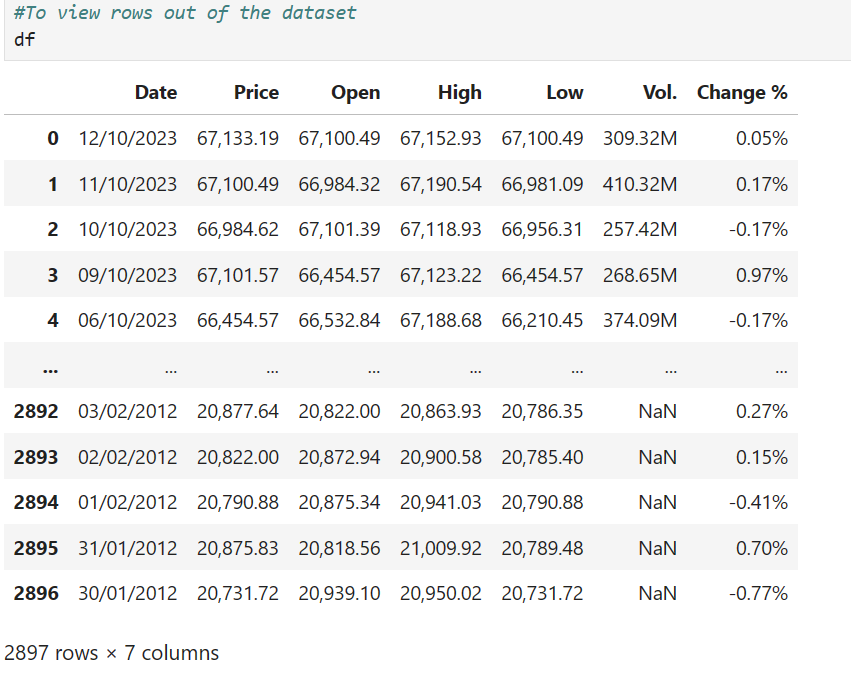 #To view rows out of the dataset
df
Date Price Open High Low Vol. Change %
0 12/10/2023 67,133.19 67,100.49 67,152.93 67,100.49 309.32M 0.05%
1 11/10/2023 67,100.49 66,984.32 67,190.54 66,981.09 410.32M 0.17%
2 10/10/2023 66,984.62 67,101.39 67,118.93 66,956.31 257.42M -0.17%
3 09/10/2023 67,101.57 66,454.57 67,123.22 66,454.57 268.65M 0.97%
4 06/10/2023 66,454.57 66,532.84 67,188.68 66,210.45 374.09M -0.17%
... ... ... ... ... ... ... ...
2892 03/02/2012 20,877.64 20,822.00 20,863.93 20,786.35 NaN 0.27%
2893 02/02/2012 20,822.00 20,872.94 20,900.58 20,785.40 NaN 0.15%
2894 01/02/2012 20,790.88 20,875.34 20,941.03 20,790.88 NaN -0.41%
2895 31/01/2012 20,875.83 20,818.56 21,009.92 20,789.48 NaN 0.70%
2896 30/01/2012 20,731.72 20,939.10 20,950.02 20,731.72 NaN -0.77%
2897 rows × 7 columns